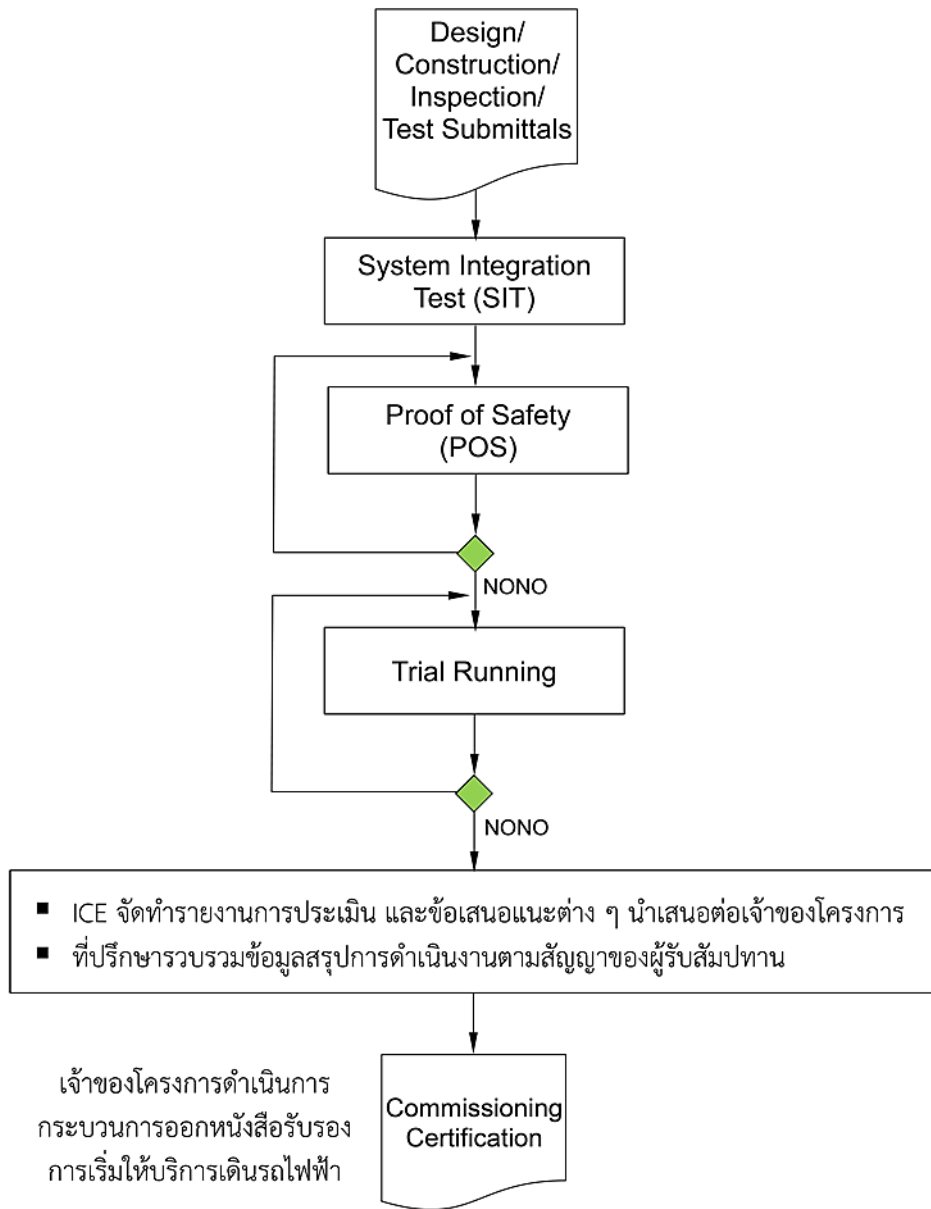 Design/
Construction/
Inspection/
Test Submittals
System Integration
Test (SIT)
Proof of Safety
(POS)
NONO
Trial Running
NONO
▪ ICE จัดทำรายงานการประเมิน และข้อเสนอแนะต่าง ๆ นำเสนอต่อเจ้าของโครงการ
▪ ที่ปรึกษารวบรวมข้อมูลสรุปการดำเนินงานตามสัญญาของผู้รับสัมปทาน
เจ้าของโครงการดำเนินการ
กระบวนการออกหนังสือรับรอง
การเริ่มให้บริการเดินรถไฟฟ้า
Commissioning
Certification